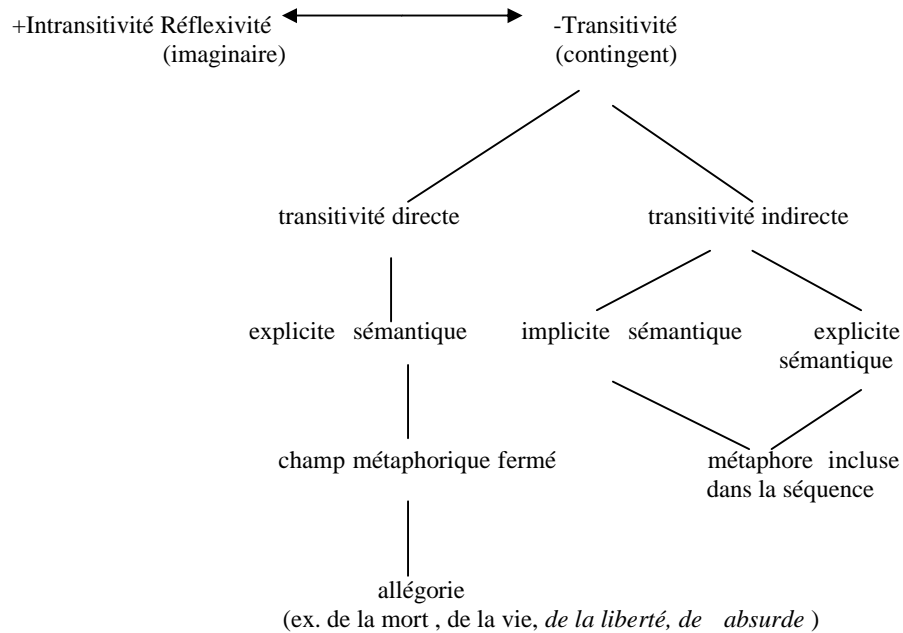 +Intransitivité Réflexivité -Transitivité
(imaginaire) (contingent)
transitivité directe transitivité indirecte
explicite sémantique implicite sémantique explicite
sémantique
champ métaphorique fermé métaphore incluse
dans la séquence
allégorie
(ex. de la mort , de la vie, de la liberté, de absurde )